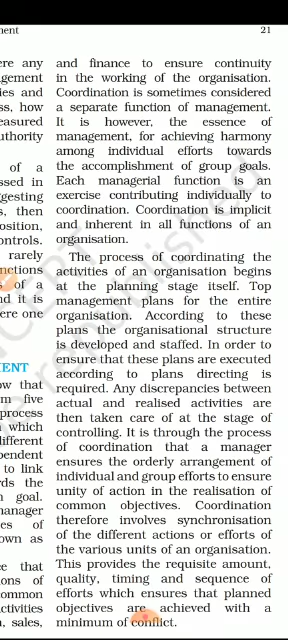 ment 21
ere any
agement
ies and
ss, how
easured
uthority
of a
ssed in
ggesting
s, then
position,
ontrols.
rarely
nctions
s of a
nd it is
ere one
MENT
ow that
m five
process
n which
different
pendent
to link
rds the
n goal.
manager
es of
own as
ce that
ons of
ommon
ctivities
n, sales,
and finance to ensure continuity
in the working of the organisation.
Coordination is sometimes considered
a separate function of management.
It is however, the essence of
management, for achieving harmony
among individual efforts towards
the accomplishment of group goals.
Each managerial function is an
exercise contributing individually to
coordination. Coordination is implicit
and inherent in all functions of an
organisation.
The process of coordinating the
activities of an organisation begins
at the planning stage itself. Top
management plans for the entire
organisation. According to these
plans the organisational structure
is developed and staffed. In order to
ensure that these plans are executed
according to plans directing is
required. Any discrepancies between
actual and realised activities are
then taken care of at the stage of
controlling. It is through the process
of coordination that a manager
ensures the orderly arrangement of
individual and group efforts to ensure
unity of action in the realisation of
common objectives. Coordination
therefore involves synchronisation
of the different actions or efforts of
the various units of an organisation.
This provides the requisite amount,
quality, timing and sequence of
efforts which ensures that planned
objectives are achieved with a
minimum of conflict.